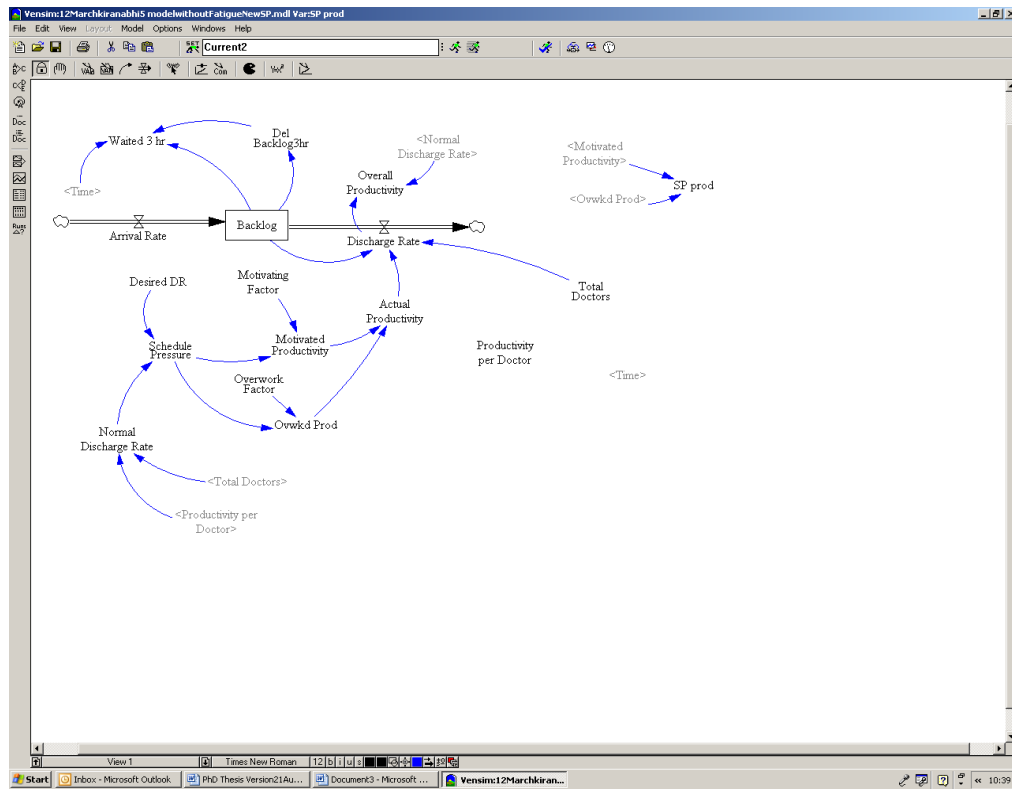 Vensim:12Marchkiranabhi5 modelwithoutFatigueNewSP.mdl Var:SP prod
File Edit View Layout Model Options Windows Help
Current2
Waited 3 hr
Del
Backlog3hr
<Time>
<Normal
Discharge Rate>
Overall
Productivity
<Motivated
Productivity>
<Ovwkd Prod>
SP prod
Arrival Rate
Backlog
Discharge Rate
Total
Doctors
Desired DR
Motivating
Factor
Actual
Productivity
Schedule
Pressure
Motivated
Productivity
Productivity
per Doctor
<Time>
Overwork
Factor
Ovwkd Prod
Normal
Discharge Rate
<Total Doctors>
<Productivity per
Doctor>
View 1
Times New Roman
12 b i u s
Start
Inbox - Microsoft Outlook
PhD Thesis Version21Au...
Document3 - Microsoft ...
Vensim:12Marchkiran...
10:39